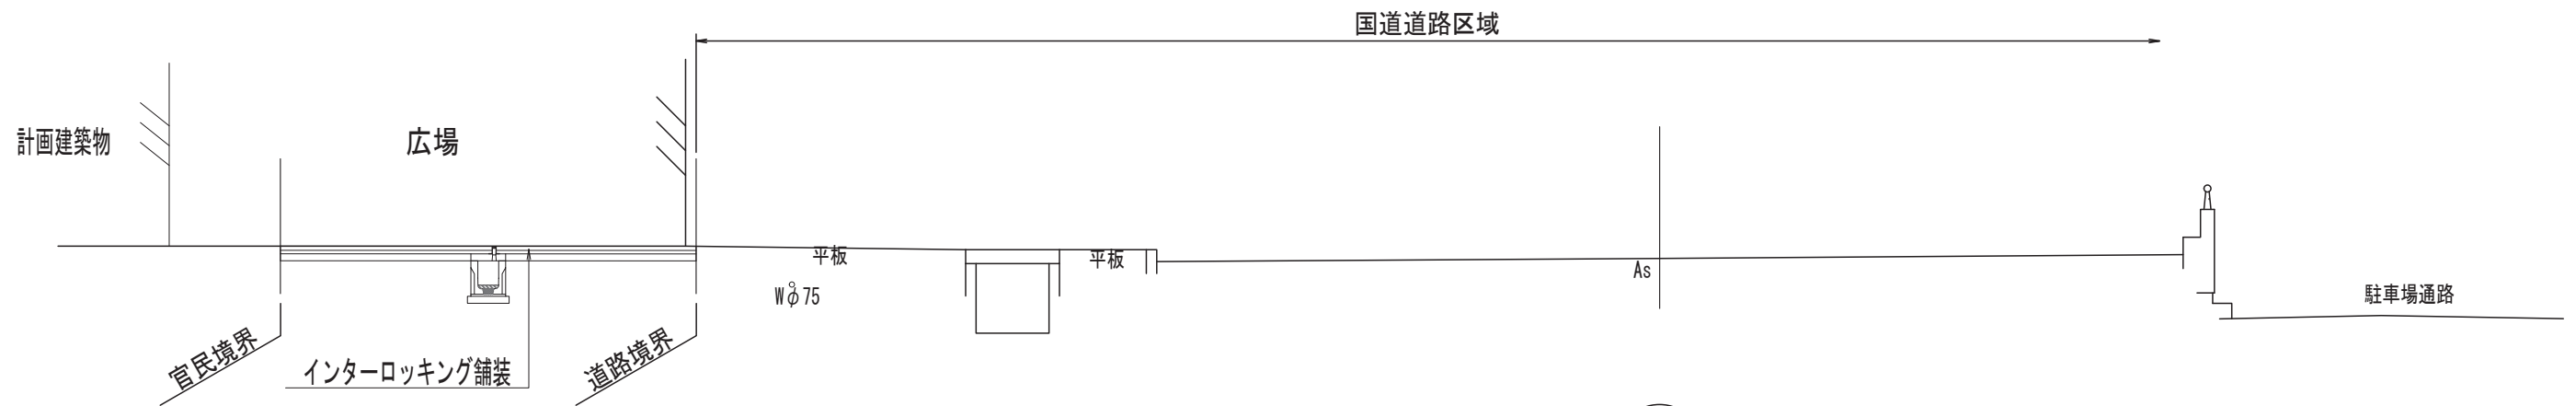 国道道路区域
計画建築物
広場
平板
平板
As
Wφ75
駐車場通路
官民境界
インターロッキング舗装
道路境界